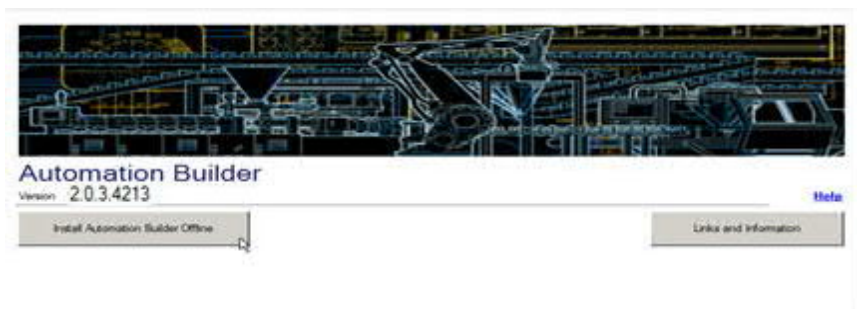 Automation Builder
Version 2.0.3.4213
Help
Install Automation Builder Offline
Links and Information